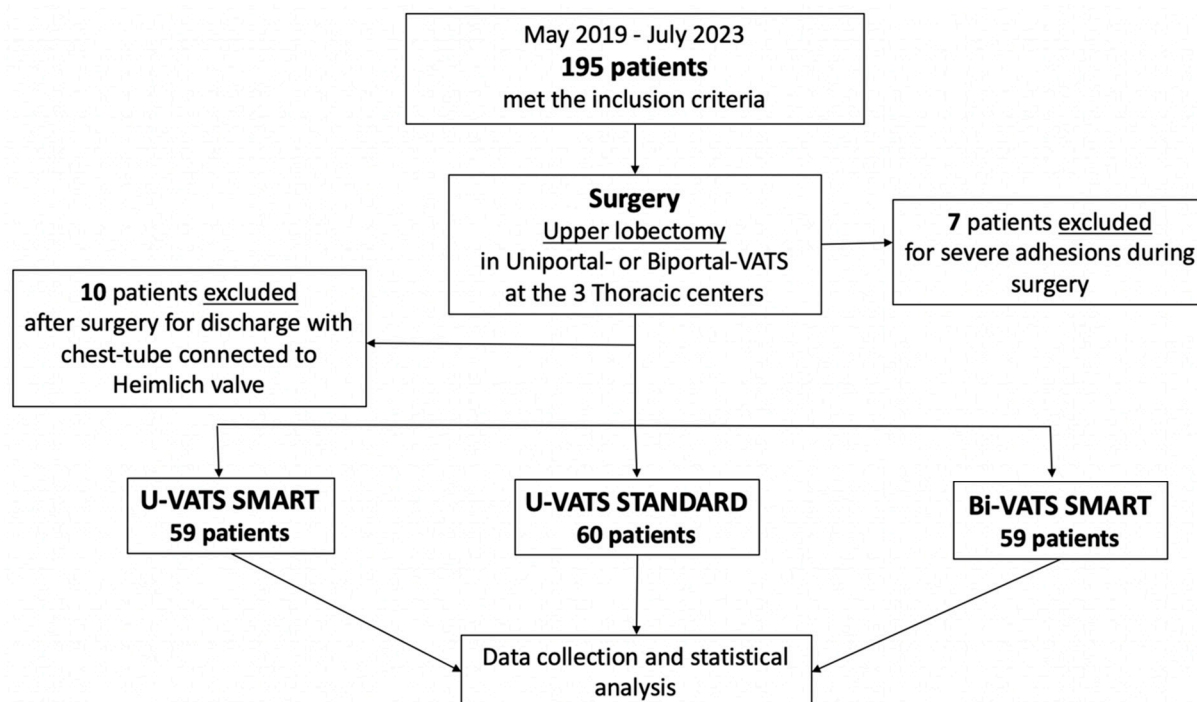 May 2019 - July 2023
195 patients
met the inclusion criteria
Surgery
Upper lobectomy
in Uniportal- or Biportal-VATS
at the 3 Thoracic centers
7 patients excluded
for severe adhesions during
surgery
10 patients excluded
after surgery for discharge with
chest-tube connected to
Heimlich valve
U-VATS SMART
59 patients
U-VATS STANDARD
60 patients
Bi-VATS SMART
59 patients
Data collection and statistical
analysis